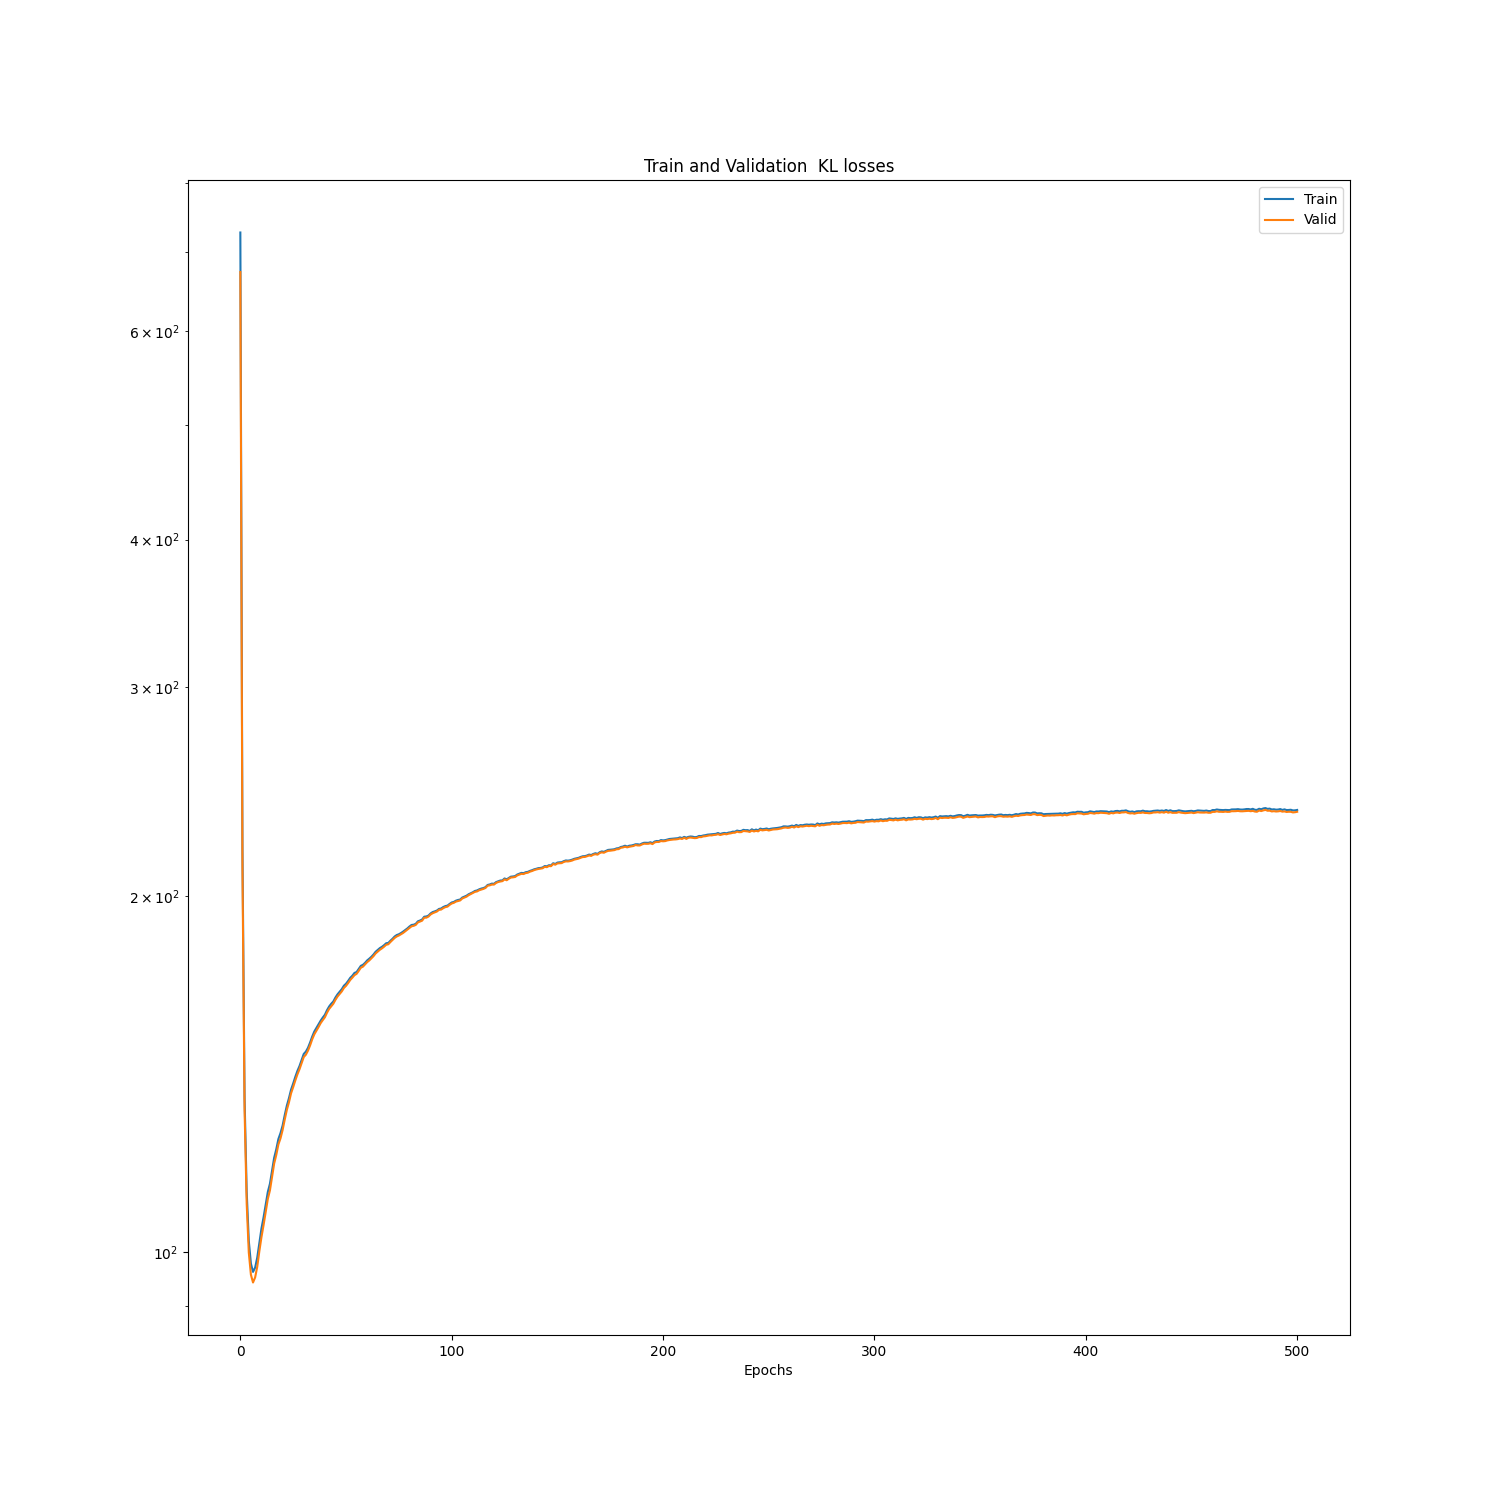 Train and Validation  KL losses
Train
Valid
6 × 10²
4 × 10²
3 × 10²
2 × 10²
10²
0 100 200 300 400 500
Epochs